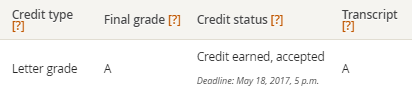 Credit type [?] Final grade [?] Credit status [?] Transcript [?]
Letter grade A Credit earned, accepted A
Deadline: May 18, 2017, 5 p.m.